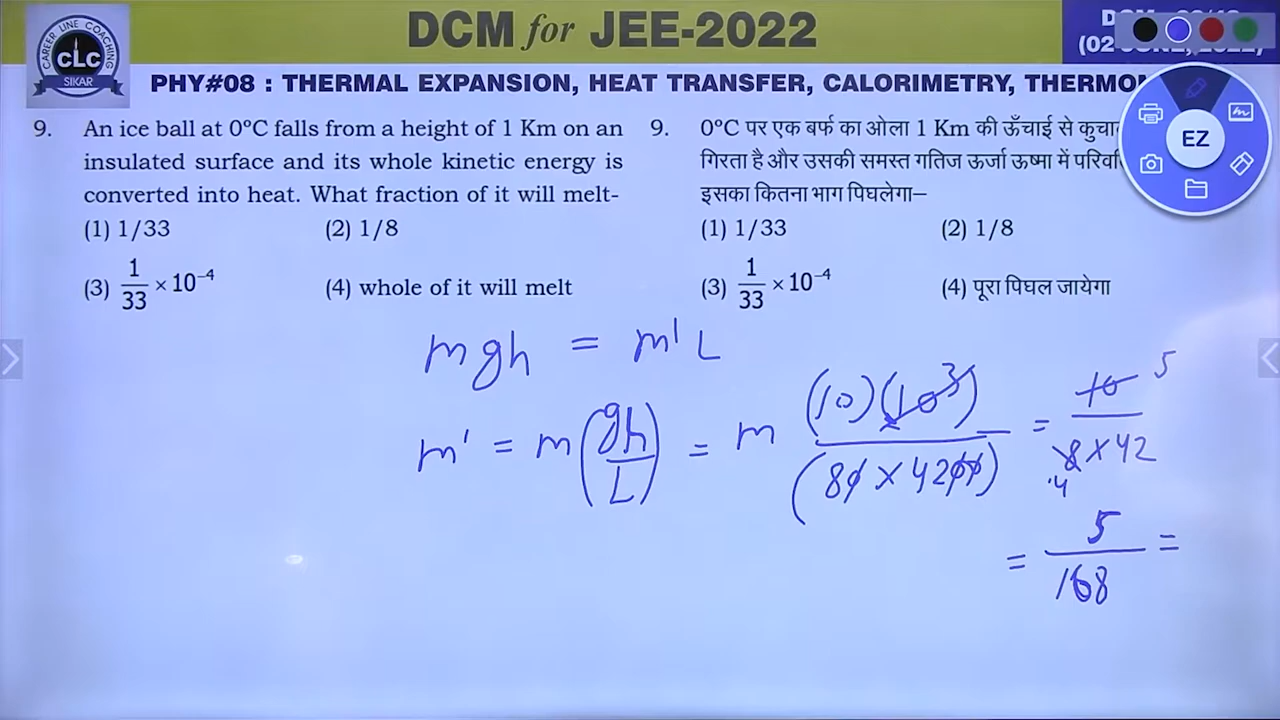 CAREER LINE COACHING
CLC
SIKAR
DCM for JEE-2022
PHY#08 : THERMAL EXPANSION, HEAT TRANSFER, CALORIMETRY,
EZ
9. An ice ball at 0°C falls from a height of 1 Km on an
insulated surface and its whole kinetic energy is
converted into heat. What fraction of it will melt-
(1) 1/33 (2) 1/8
(3) 1/33 × 10⁻⁴ (4) whole of it will melt
9. 0°C पर एक बर्फ का ओला 1 Km की ऊँचाई से
गिरता है और उसकी समस्त गतिज ऊर्जा ऊष्मा में
इसका कितना भाग पिघलेगा–
(1) 1/33 (2) 1/8
(3) 1/33 × 10⁻⁴ (4) पूरा पिघल जायेगा
mgh = m' L
m' = m(gh/L) = m (10)(10³)/(80 × 4200) = 10/8×42 5 4
= 5/168 =